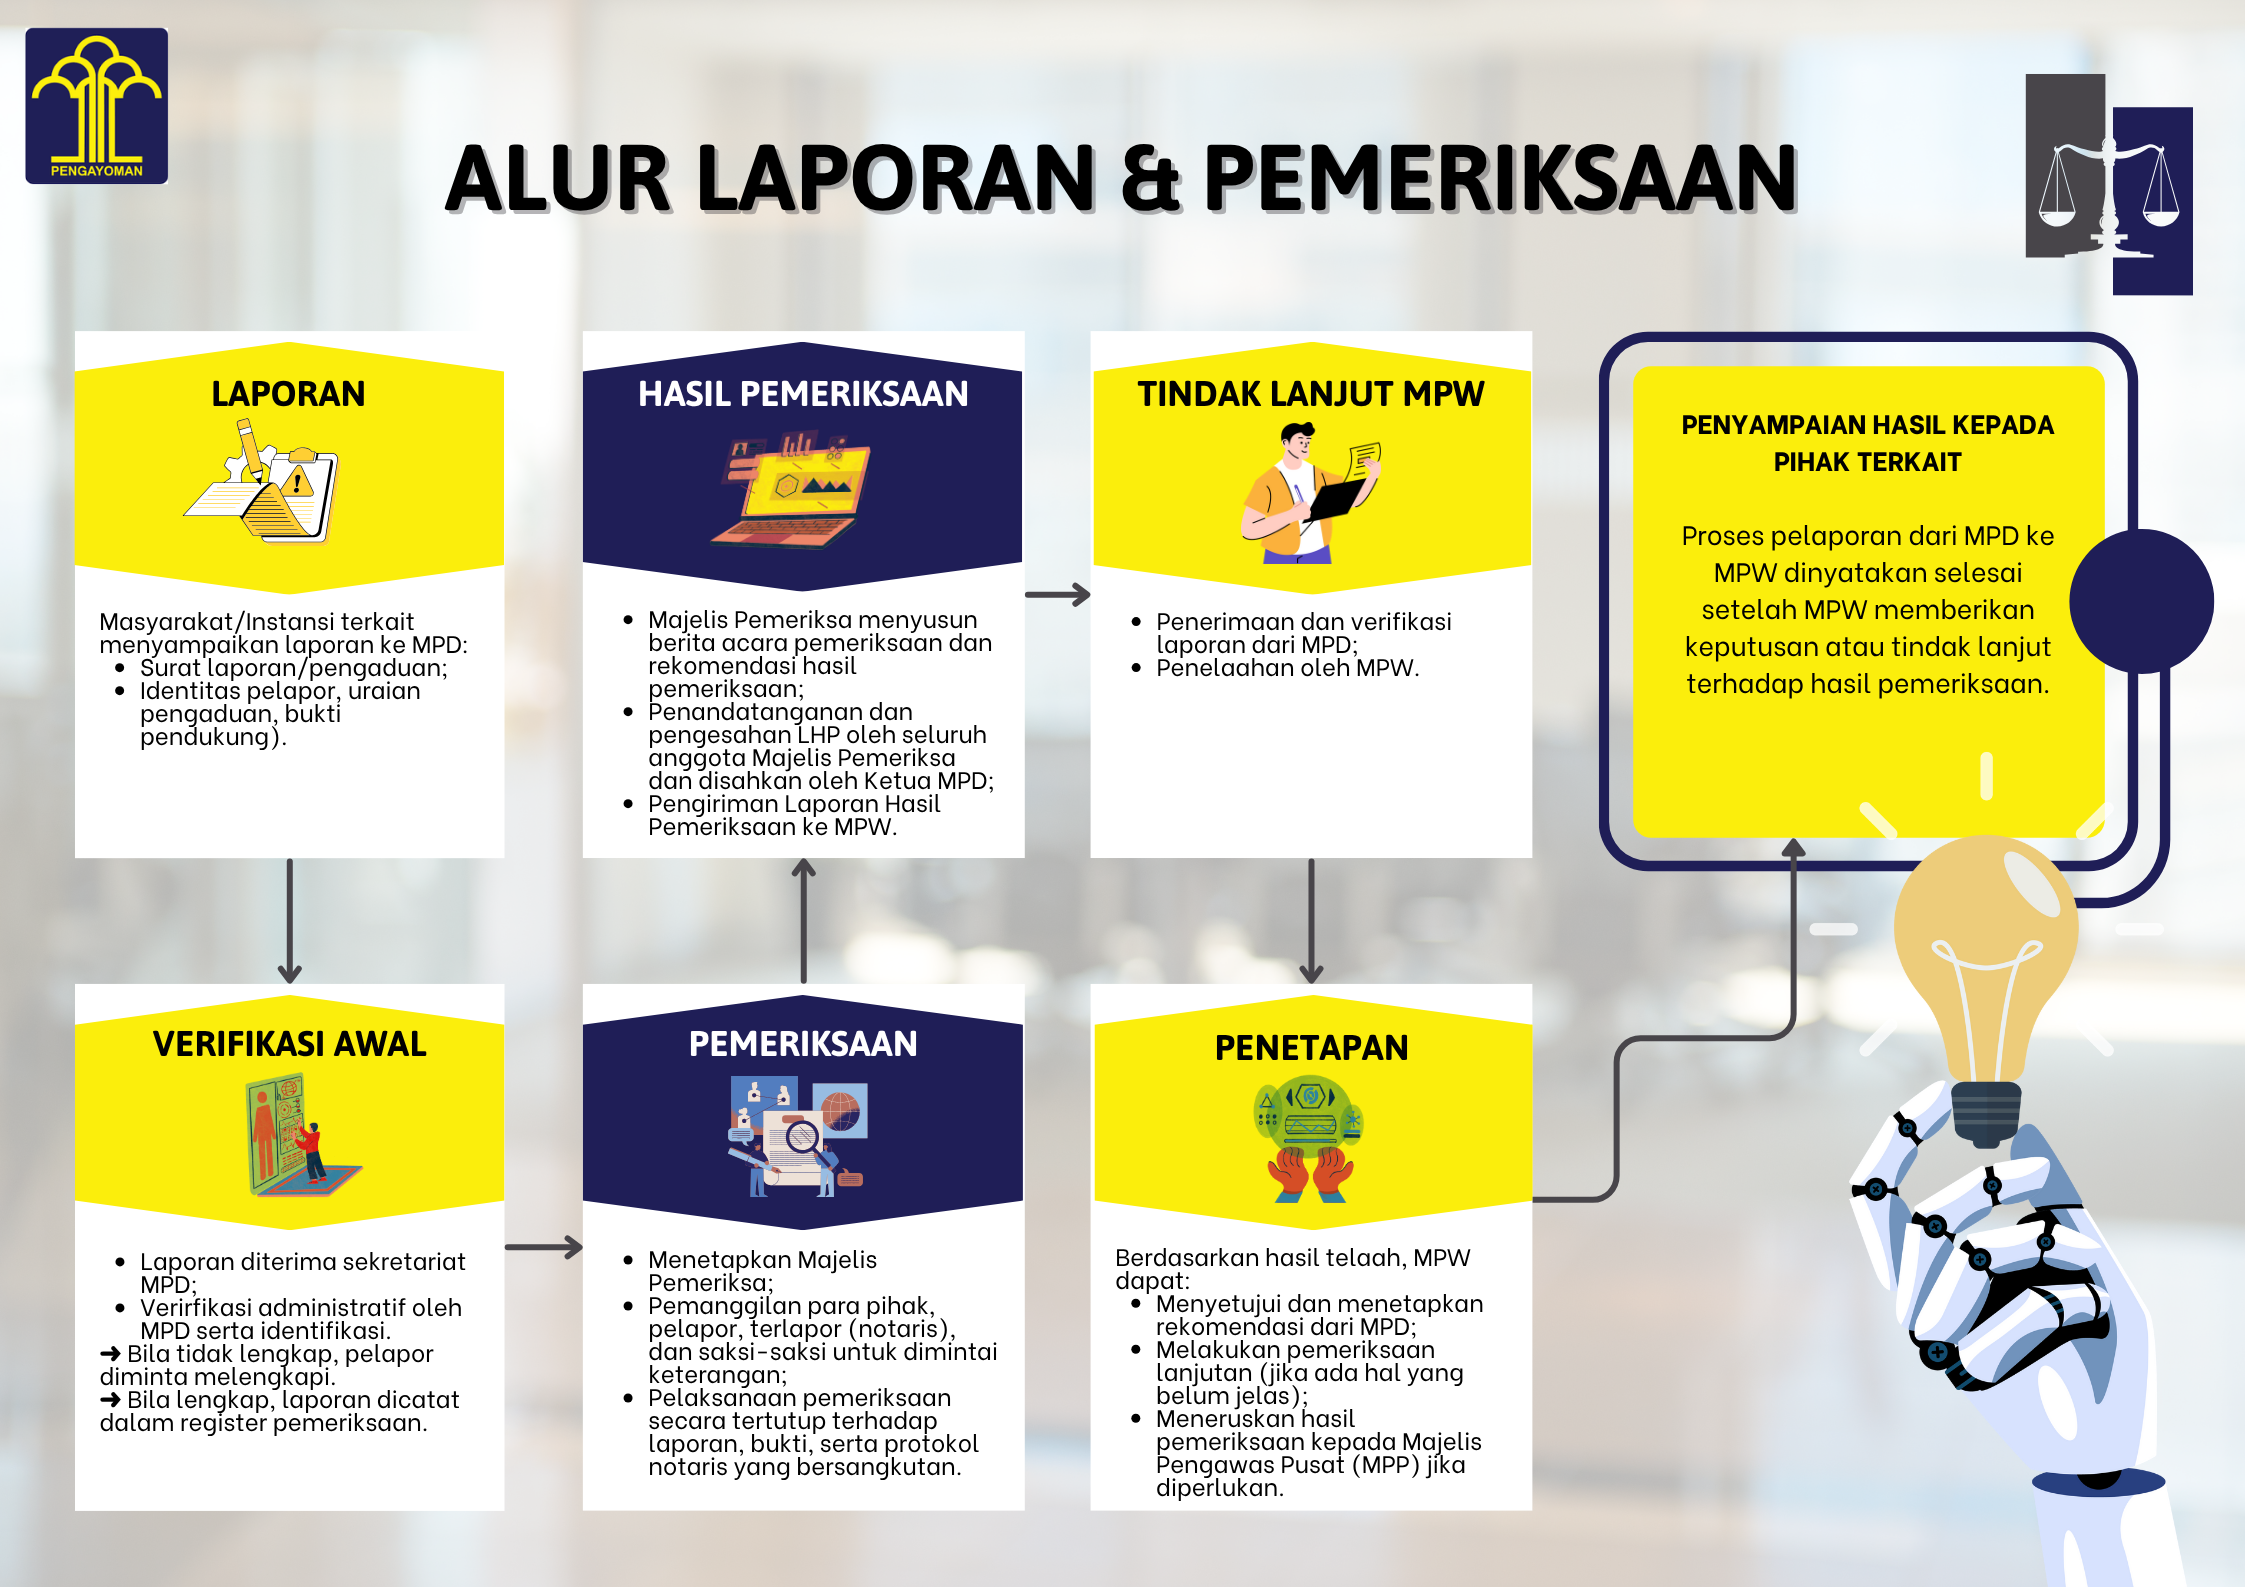 PENGAYOMAN
ALUR LAPORAN & PEMERIKSAAN
LAPORAN
Masyarakat/Instansi terkait
menyampaikan laporan ke MPD:
• Surat laporan/pengaduan;
• Identitas pelapor, uraian
pengaduan, bukti
pendukung).
VERIFIKASI AWAL
• Laporan diterima sekretariat
MPD;
• Verirfikasi administratif oleh
MPD serta identifikasi.
➜ Bila tidak lengkap, pelapor
diminta melengkapi.
➜ Bila lengkap, laporan dicatat
dalam register pemeriksaan.
PEMERIKSAAN
• Menetapkan Majelis
Pemeriksa;
• Pemanggilan para pihak,
pelapor, terlapor (notaris),
dan saksi-saksi untuk dimintai
keterangan;
• Pelaksanaan pemeriksaan
secara tertutup terhadap
laporan, bukti, serta protokol
notaris yang bersangkutan.
HASIL PEMERIKSAAN
• Majelis Pemeriksa menyusun
berita acara pemeriksaan dan
rekomendasi hasil
pemeriksaan;
• Penandatanganan dan
pengesahan LHP oleh seluruh
anggota Majelis Pemeriksa
dan disahkan oleh Ketua MPD;
• Pengiriman Laporan Hasil
Pemeriksaan ke MPW.
TINDAK LANJUT MPW
• Penerimaan dan verifikasi
laporan dari MPD;
• Penelaahan oleh MPW.
PENETAPAN
Berdasarkan hasil telaah, MPW
dapat:
• Menyetujui dan menetapkan
rekomendasi dari MPD;
• Melakukan pemeriksaan
lanjutan (jika ada hal yang
belum jelas);
• Meneruskan hasil
pemeriksaan kepada Majelis
Pengawas Pusat (MPP) jika
diperlukan.
PENYAMPAIAN HASIL KEPADA
PIHAK TERKAIT
Proses pelaporan dari MPD ke
MPW dinyatakan selesai
setelah MPW memberikan
keputusan atau tindak lanjut
terhadap hasil pemeriksaan.